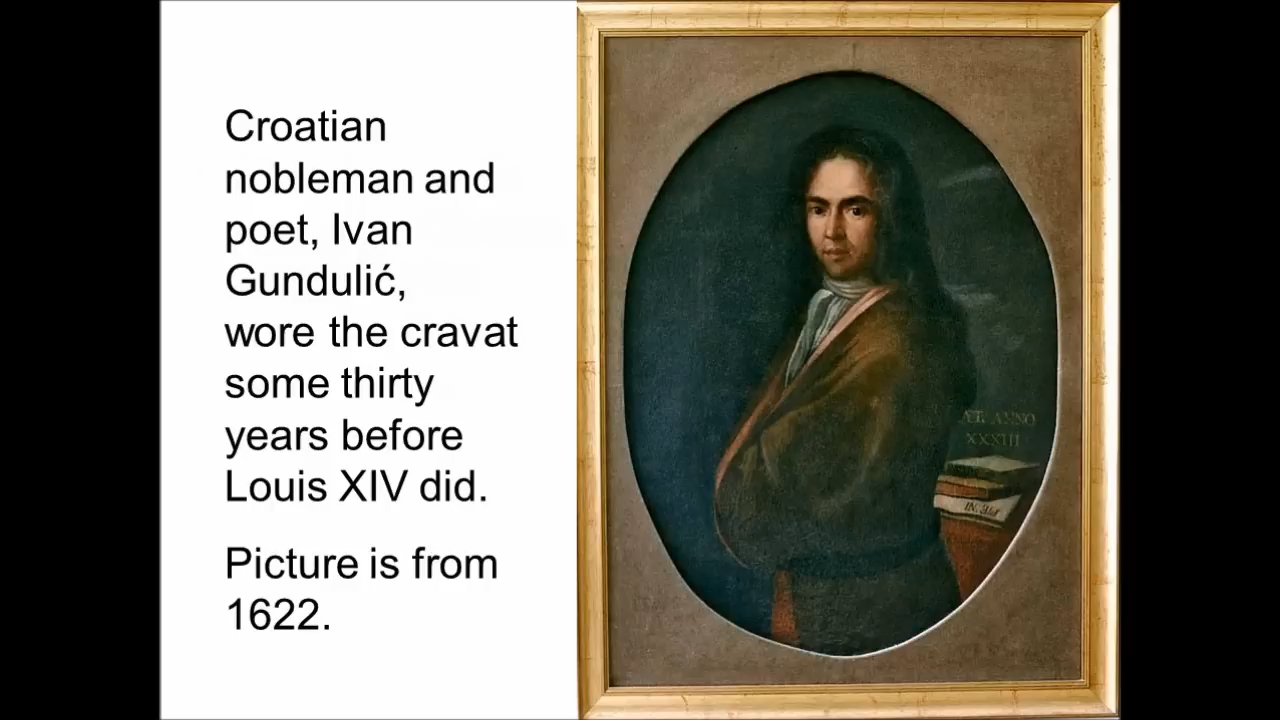 Croatian
nobleman and
poet, Ivan
Gundulić,
wore the cravat
some thirty
years before
Louis XIV did.
Picture is from
1622.
ÆT. ANNO
XXXIII
IN.